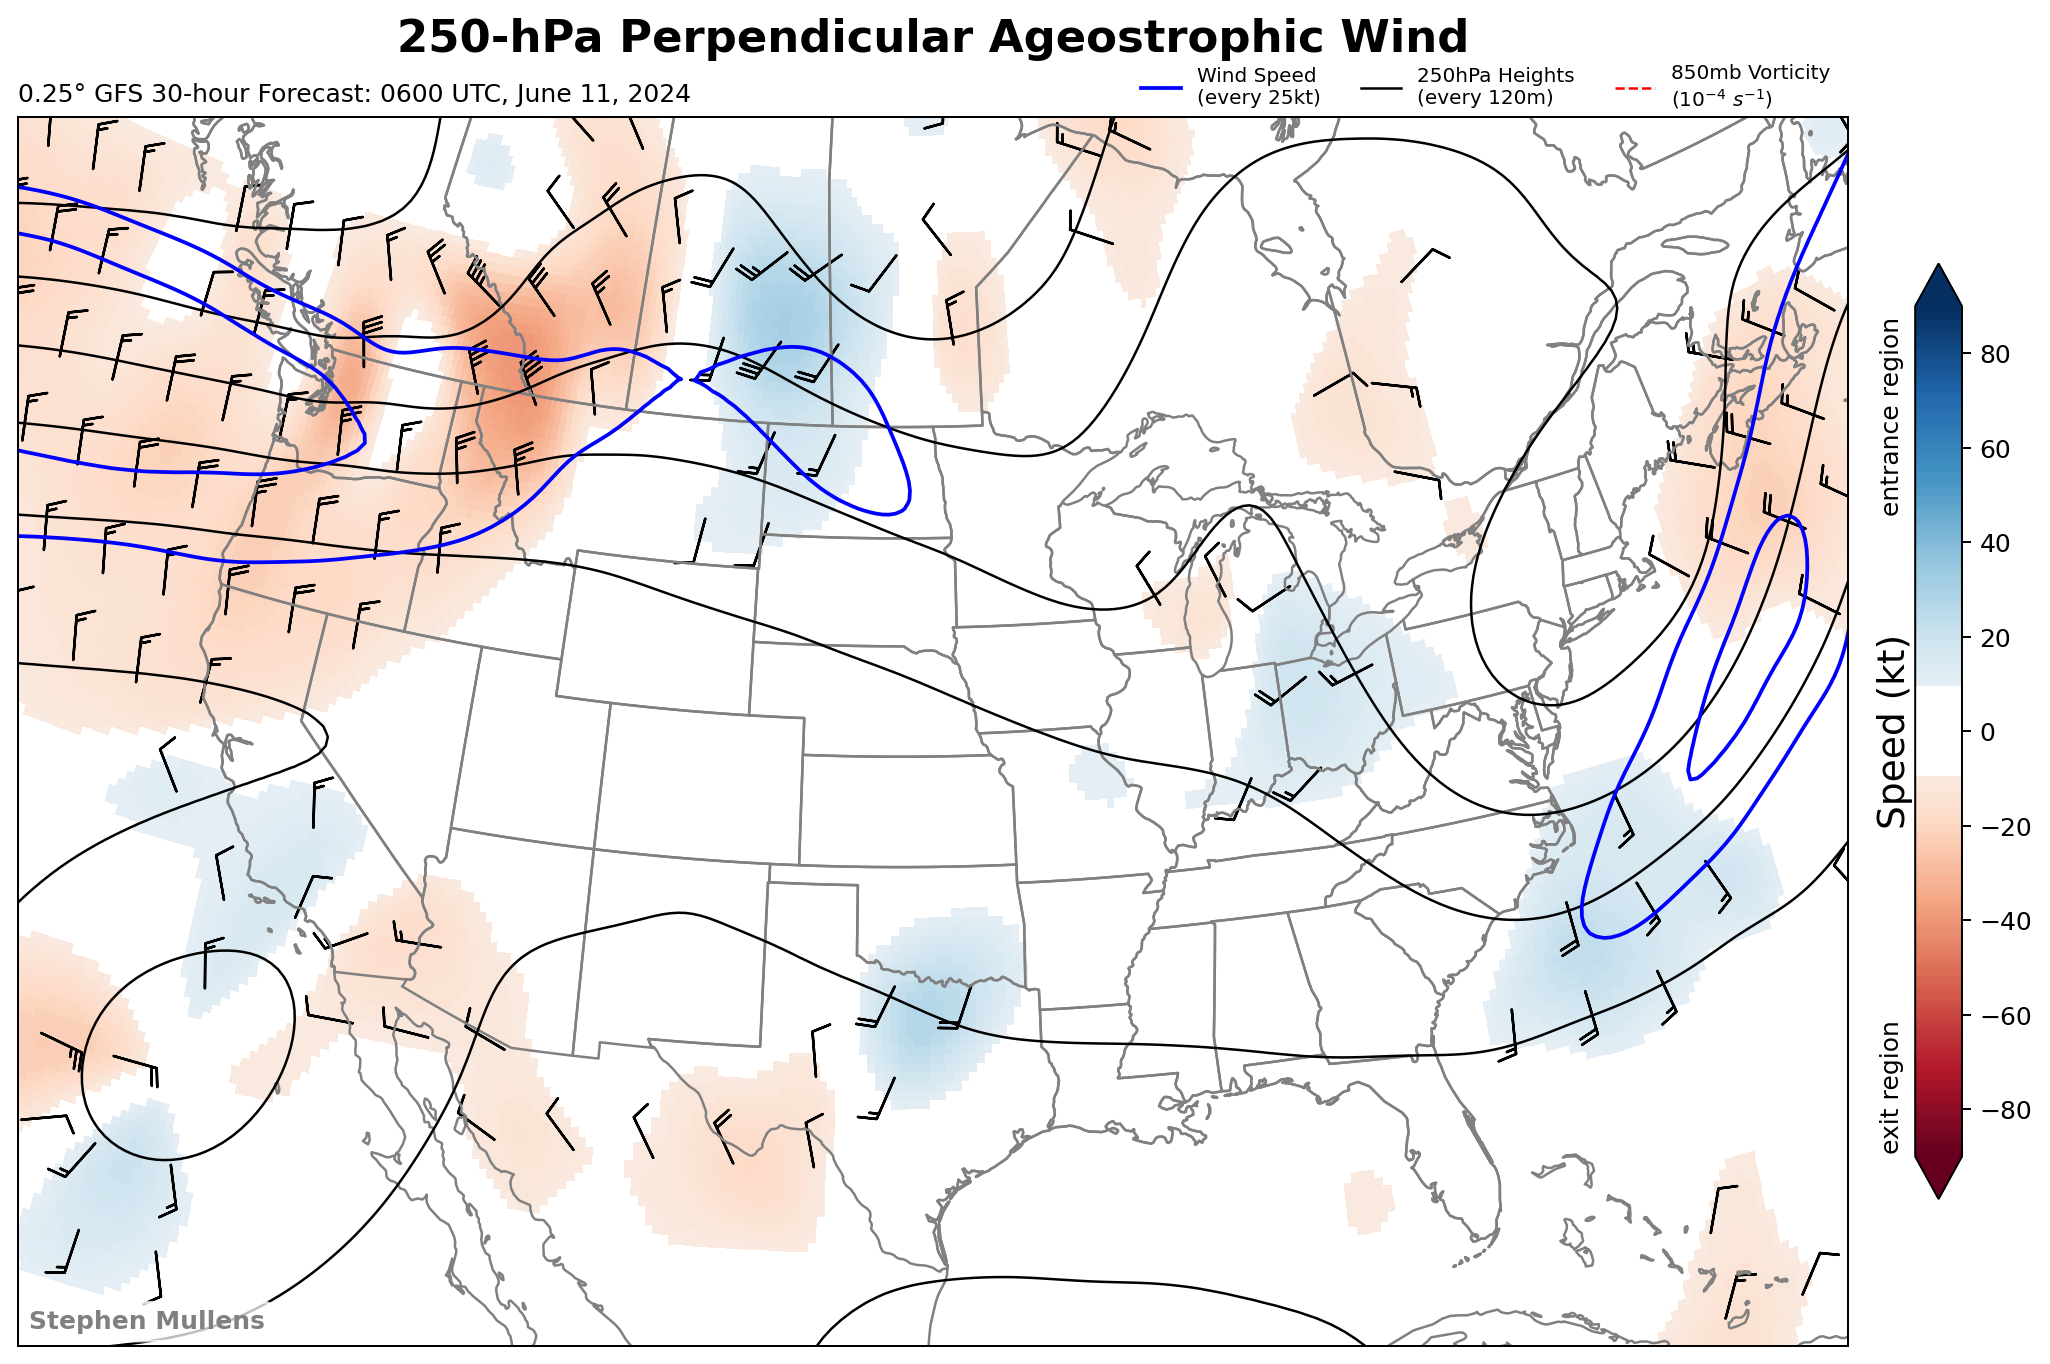 250-hPa Perpendicular Ageostrophic Wind
0.25° GFS 30-hour Forecast: 0600 UTC, June 11, 2024
Wind Speed
(every 25kt)
250hPa Heights
(every 120m)
850mb Vorticity
(10⁻⁴ s⁻¹)
entrance region
Speed (kt)
exit region
80
60
40
20
0
−20
−40
−60
−80
Stephen Mullens